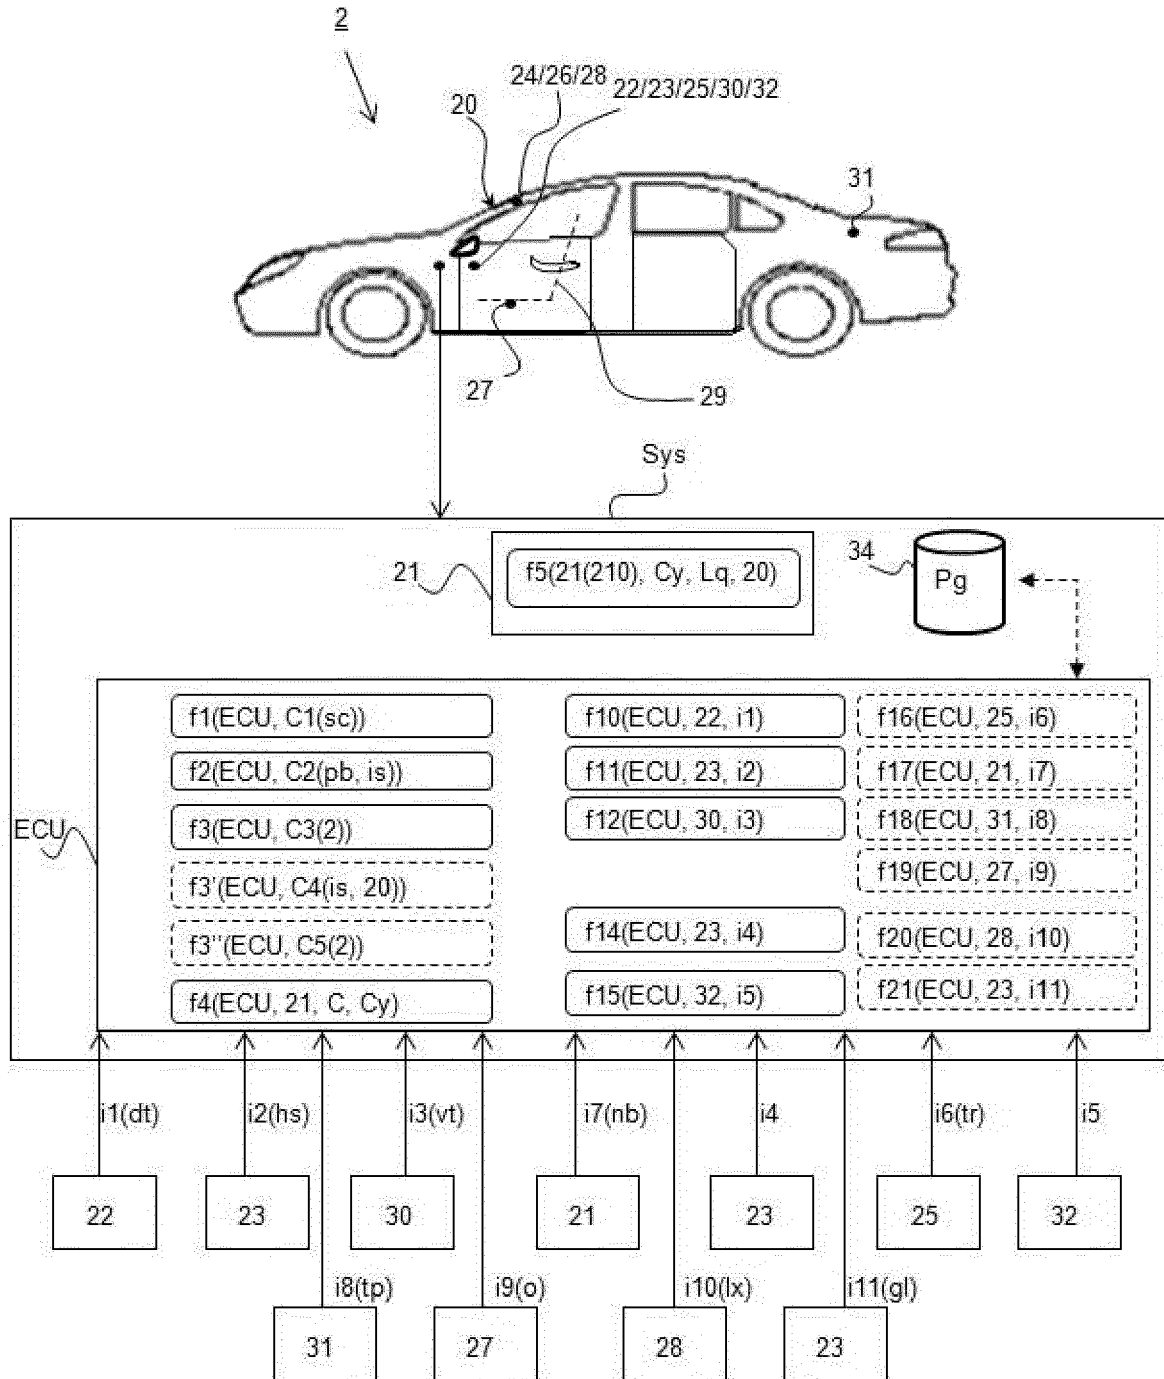 2
24/26/28
22/23/25/30/32
20
31
27
29
Sys
21
f5(21(210), Cy, Lq, 20)
34
Pg
ECU
f1(ECU, C1(sc))
f2(ECU, C2(pb, is))
f3(ECU, C3(2))
f3'(ECU, C4(is, 20))
f3''(ECU, C5(2))
f4(ECU, 21, C, Cy)
f10(ECU, 22, i1)
f11(ECU, 23, i2)
f12(ECU, 30, i3)
f14(ECU, 23, i4)
f15(ECU, 32, i5)
f16(ECU, 25, i6)
f17(ECU, 21, i7)
f18(ECU, 31, i8)
f19(ECU, 27, i9)
f20(ECU, 28, i10)
f21(ECU, 23, i11)
i1(dt)
i2(hs)
i3(vt)
i7(nb)
i4
i6(tr)
i5
22
23
30
21
23
25
32
i8(tp)
i9(o)
i10(lx)
i11(gl)
31
27
28
23